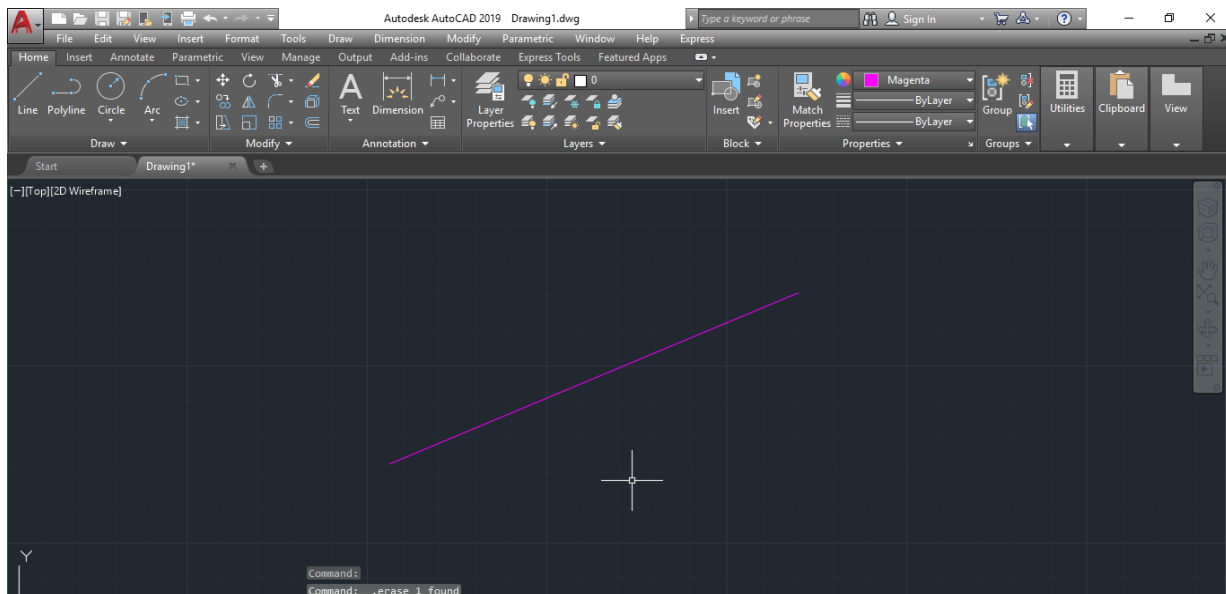 Autodesk AutoCAD 2019 Drawing1.dwg Type a keyword or phrase Sign In
File Edit View Insert Format Tools Draw Dimension Modify Parametric Window Help Express
Home Insert Annotate Parametric View Manage Output Add-ins Collaborate Express Tools Featured Apps
0 Magenta
ByLayer
Line Polyline Circle Arc Text Dimension Layer Properties Insert Match Properties Group Utilities Clipboard View
ByLayer
Draw Modify Annotation Layers Block Properties Groups
Start Drawing1* +
[−][Top][2D Wireframe]
Y
Command:
Command: _.erase 1 found